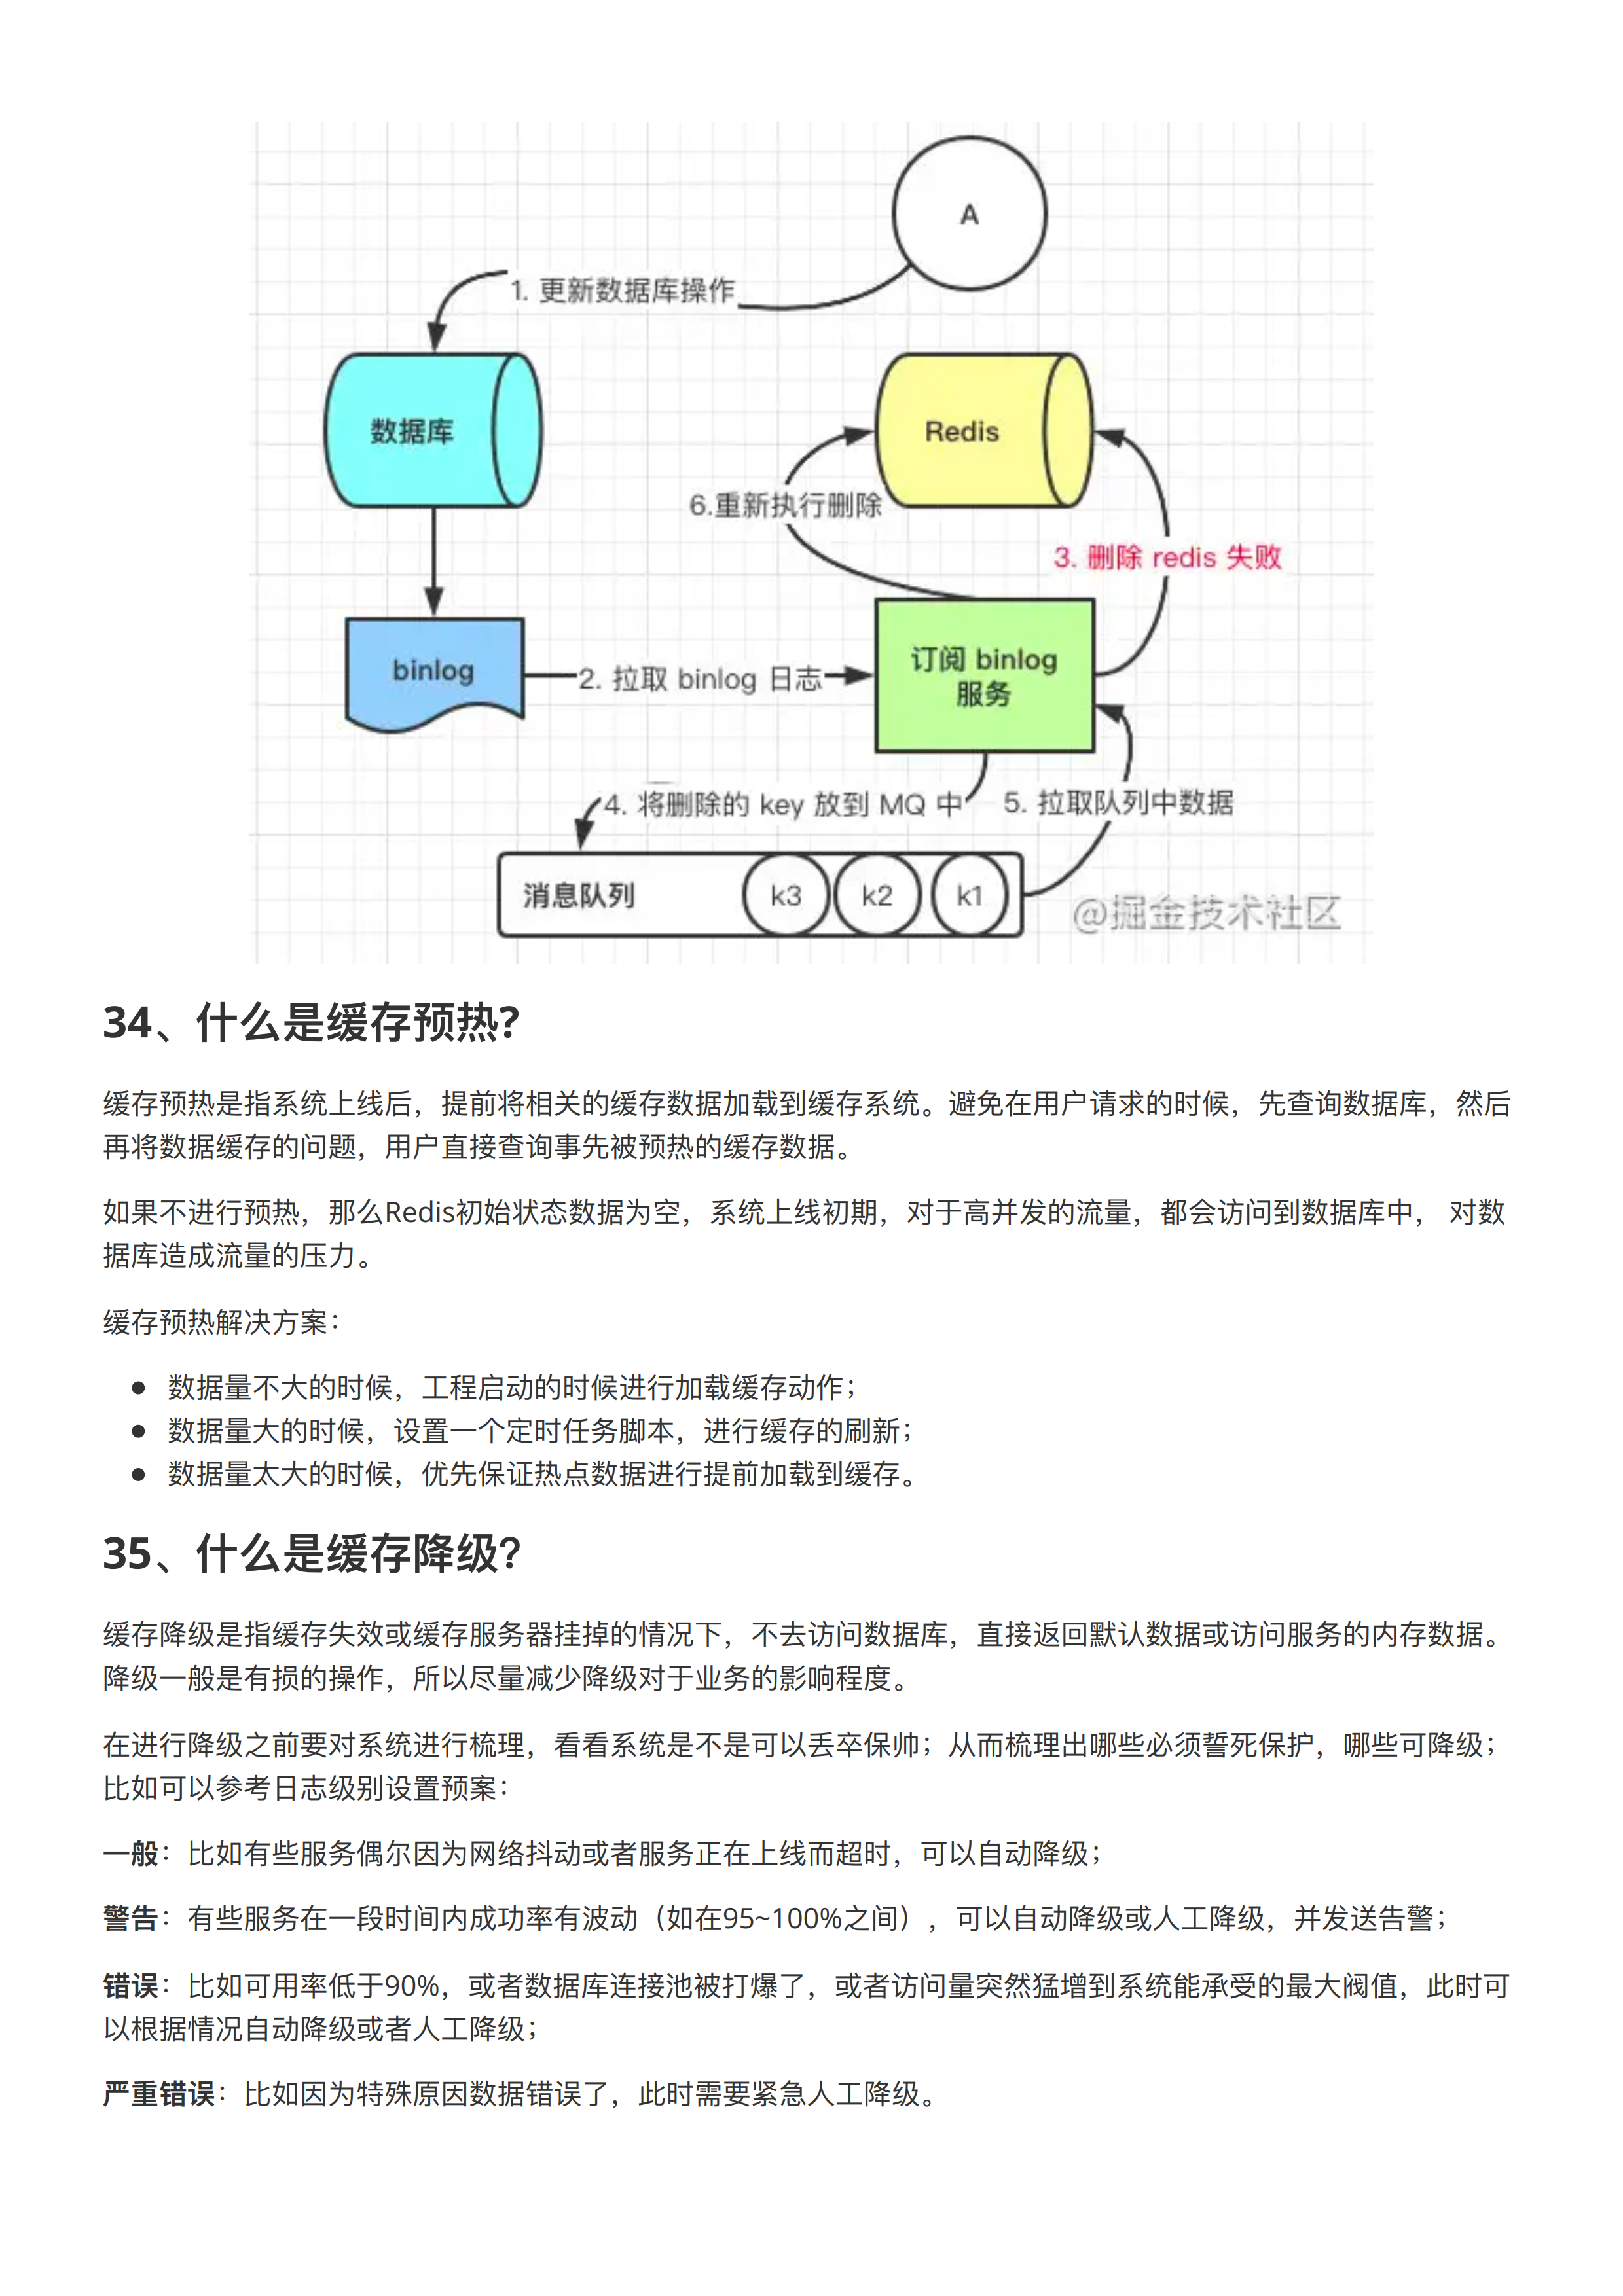 A
1. 更新数据库操作
数据库
Redis
6.重新执行删除
3. 删除 redis 失败
binlog
2. 拉取 binlog 日志
订阅 binlog
服务
4. 将删除的 key 放到 MQ 中
5. 拉取队列中数据
消息队列
k3
k2
k1
@掘金技术社区
34、什么是缓存预热?
缓存预热是指系统上线后，提前将相关的缓存数据加载到缓存系统。避免在用户请求的时候，先查询数据库，然后
再将数据缓存的问题，用户直接查询事先被预热的缓存数据。
如果不进行预热，那么Redis初始状态数据为空，系统上线初期，对于高并发的流量，都会访问到数据库中， 对数
据库造成流量的压力。
缓存预热解决方案：
● 数据量不大的时候，工程启动的时候进行加载缓存动作；
● 数据量大的时候，设置一个定时任务脚本，进行缓存的刷新；
● 数据量太大的时候，优先保证热点数据进行提前加载到缓存。
35、什么是缓存降级？
缓存降级是指缓存失效或缓存服务器挂掉的情况下，不去访问数据库，直接返回默认数据或访问服务的内存数据。
降级一般是有损的操作，所以尽量减少降级对于业务的影响程度。
在进行降级之前要对系统进行梳理，看看系统是不是可以丢卒保帅；从而梳理出哪些必须誓死保护，哪些可降级；
比如可以参考日志级别设置预案：
一般：比如有些服务偶尔因为网络抖动或者服务正在上线而超时，可以自动降级；
警告：有些服务在一段时间内成功率有波动（如在95~100%之间），可以自动降级或人工降级，并发送告警；
错误：比如可用率低于90%，或者数据库连接池被打爆了，或者访问量突然猛增到系统能承受的最大阀值，此时可
以根据情况自动降级或者人工降级；
严重错误：比如因为特殊原因数据错误了，此时需要紧急人工降级。